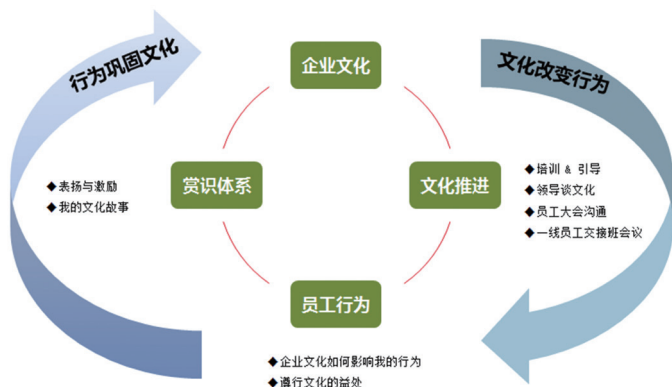 行为巩固文化
企业文化
文化改变行为
赏识体系
文化推进
◆表扬与激励
◆我的文化故事
◆培训 & 引导
◆领导谈文化
◆员工大会沟通
◆一线员工交接班会议
员工行为
◆企业文化如何影响我的行为
◆遵行文化的益处